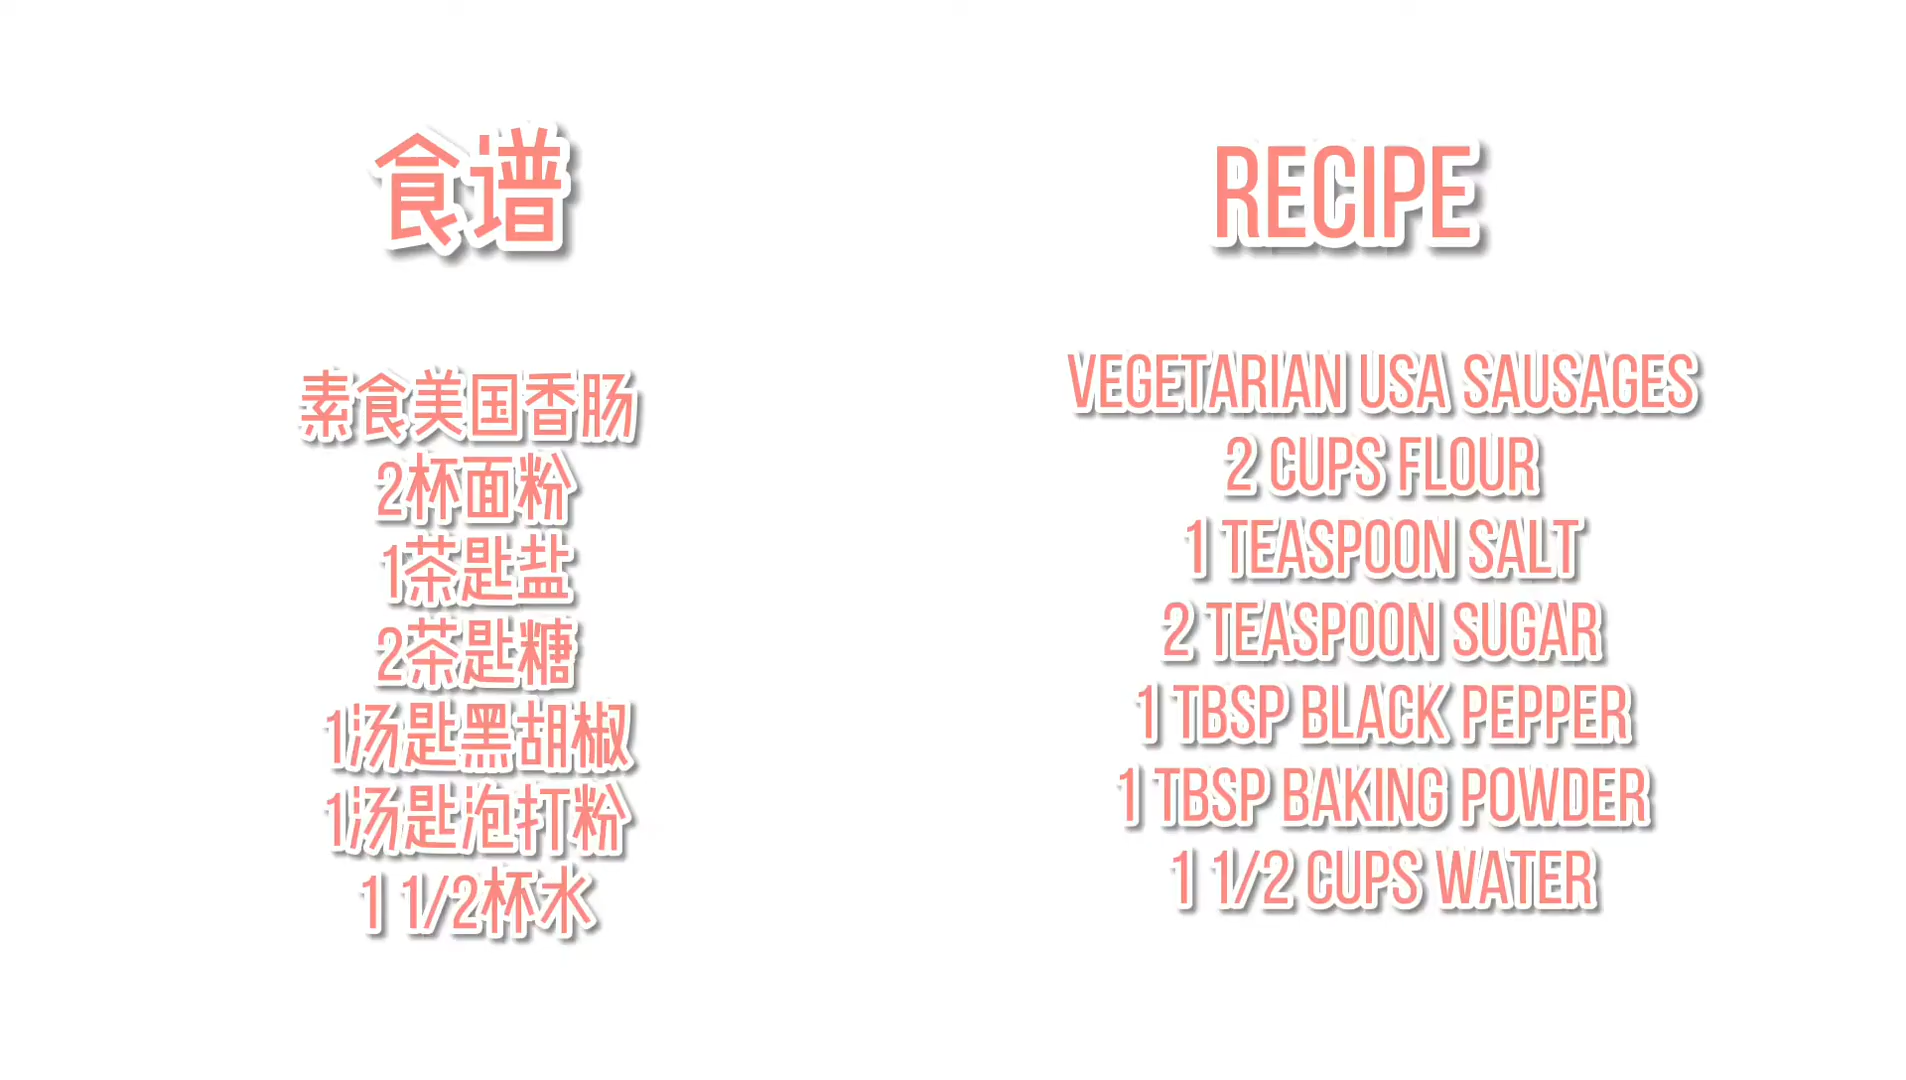 食谱
素食美国香肠
2杯面粉
1茶匙盐
2茶匙糖
1汤匙黑胡椒
1汤匙泡打粉
1 1/2杯水
RECIPE
VEGETARIAN USA SAUSAGES
2 CUPS FLOUR
1 TEASPOON SALT
2 TEASPOON SUGAR
1 TBSP BLACK PEPPER
1 TBSP BAKING POWDER
1 1/2 CUPS WATER